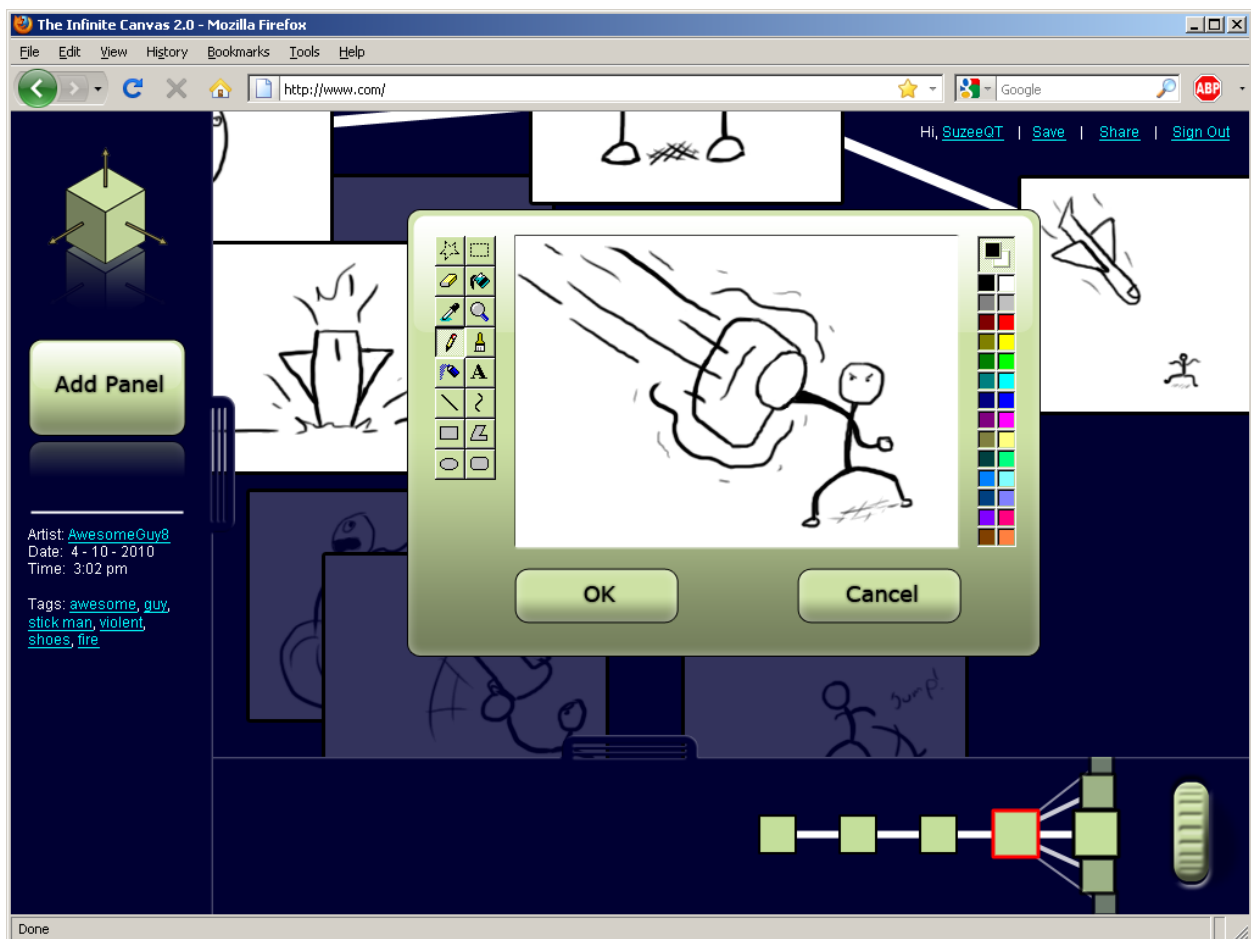 The Infinite Canvas 2.0 - Mozilla Firefox
File Edit View History Bookmarks Tools Help
http://www.com/
Google
ABP
Hi, SuzeeQT | Save | Share | Sign Out
Add Panel
A
Artist: AwesomeGuy8
Date: 4 - 10 - 2010
Time: 3:02 pm
Tags: awesome, guy,
stick man, violent,
shoes, fire
OK Cancel
Jump!
Done